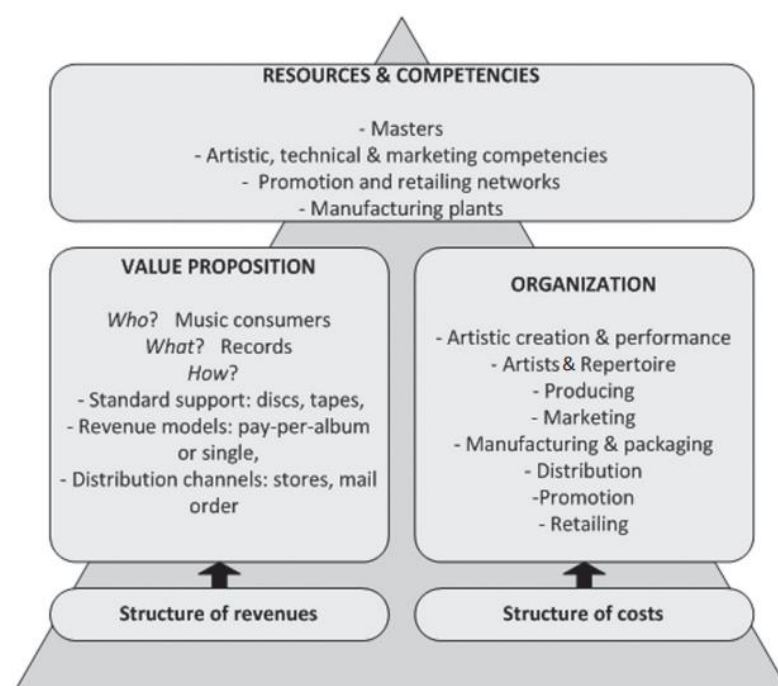 RESOURCES & COMPETENCIES
- Masters
- Artistic, technical & marketing competencies
- Promotion and retailing networks
- Manufacturing plants
VALUE PROPOSITION
Who? Music consumers
What? Records
How?
- Standard support: discs, tapes,
- Revenue models: pay-per-album
or single,
- Distribution channels: stores, mail
order
ORGANIZATION
- Artistic creation & performance
- Artists & Repertoire
- Producing
- Marketing
- Manufacturing & packaging
- Distribution
-Promotion
- Retailing
Structure of revenues
Structure of costs